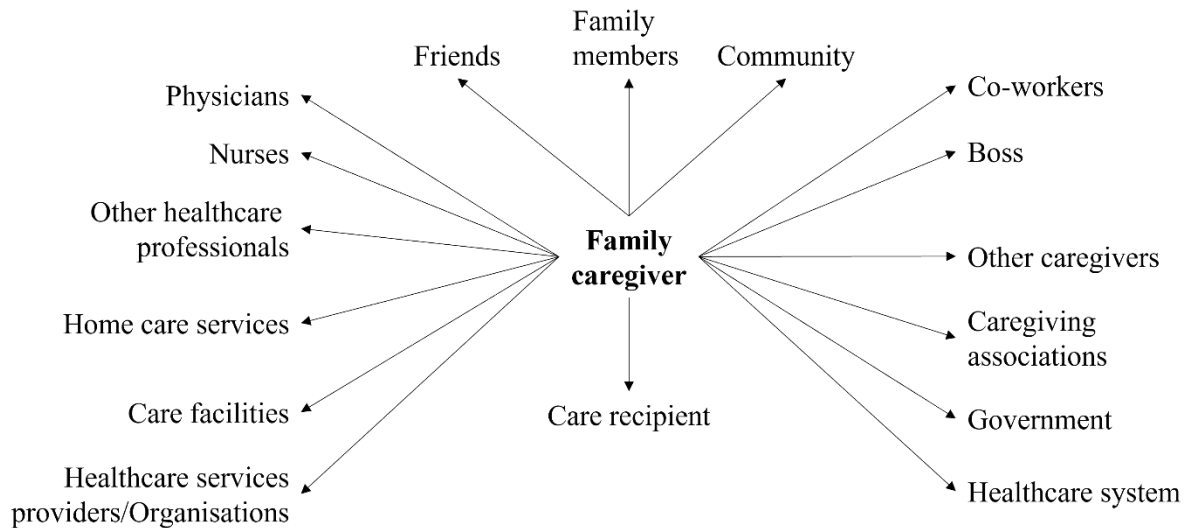 Family
members
Friends
Community
Physicians
Co-workers
Nurses
Boss
Other healthcare
professionals
Family
caregiver
Other caregivers
Home care services
Caregiving
associations
Care facilities
Care recipient
Government
Healthcare services
providers/Organisations
Healthcare system